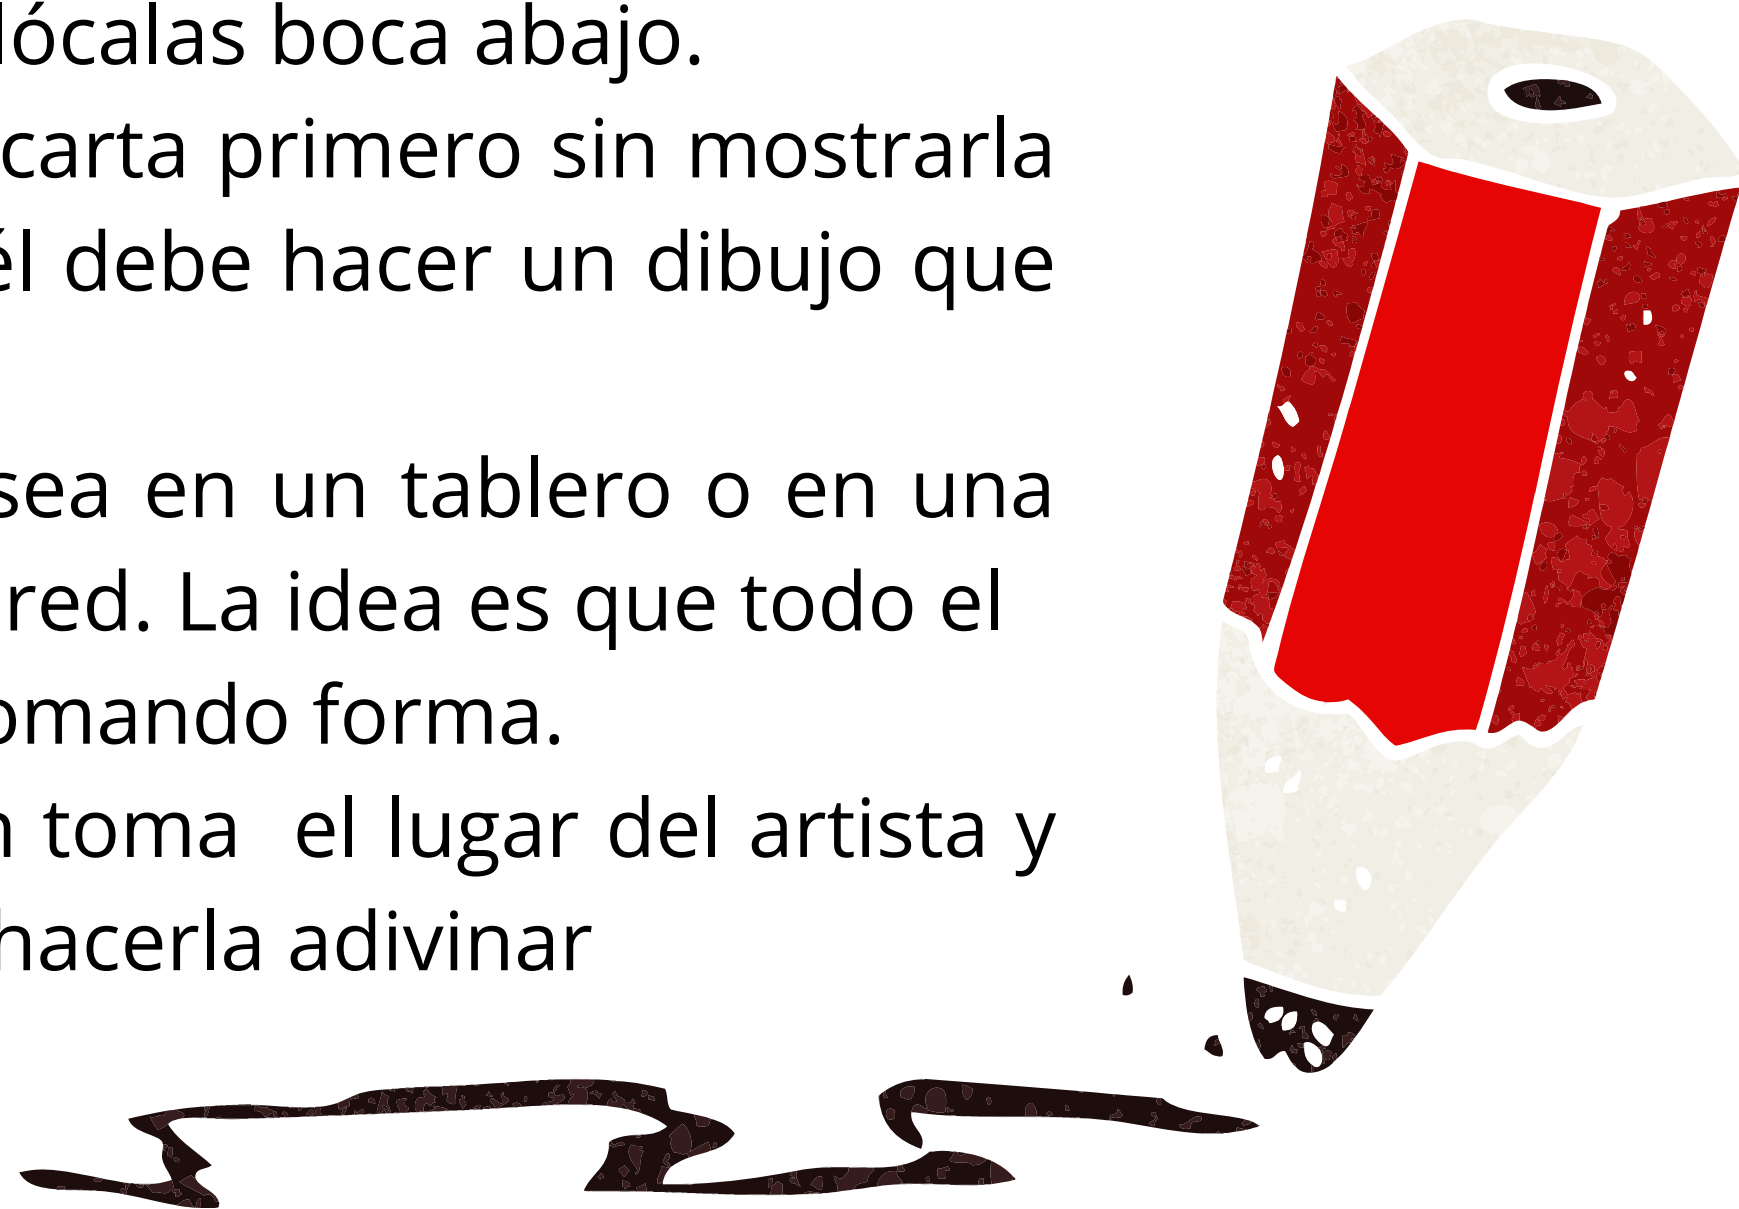 lócalas boca abajo.
carta primero sin mostrarla
él debe hacer un dibujo que
sea en un tablero o en una
red. La idea es que todo el
omando forma.
n toma el lugar del artista y
hacerla adivinar